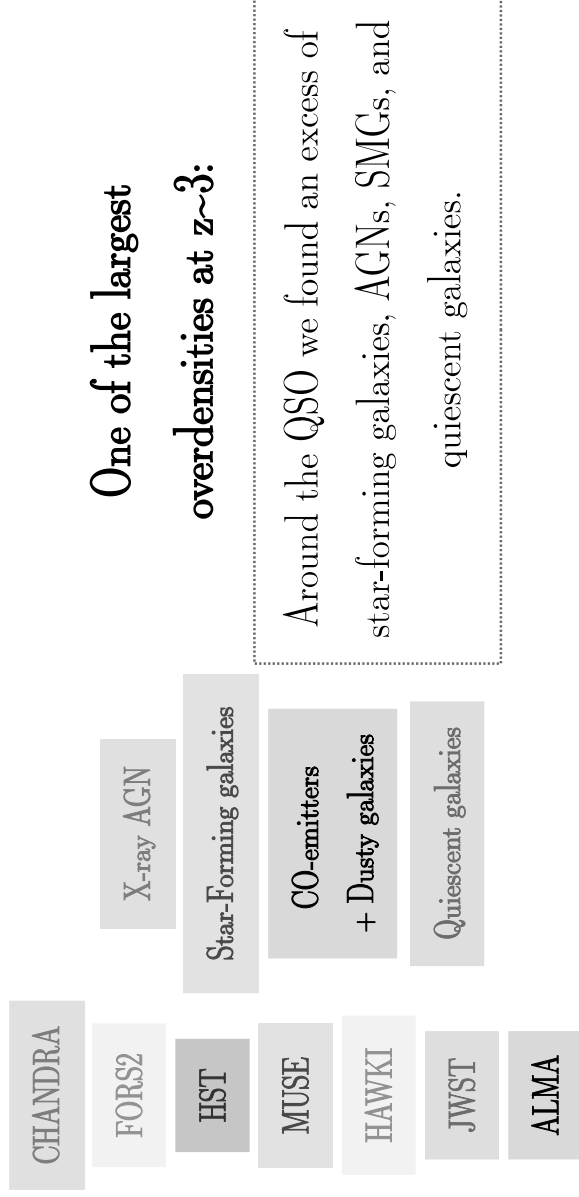 CHANDRA
FORS2
HST
MUSE
HAWKI
JWST
ALMA
X-ray AGN
Star-Forming galaxies
CO-emitters
+ Dusty galaxies
Quiescent galaxies
One of the largest
overdensities at z~3:
Around the QSO we found an excess of
star-forming galaxies, AGNs, SMGs, and
quiescent galaxies.